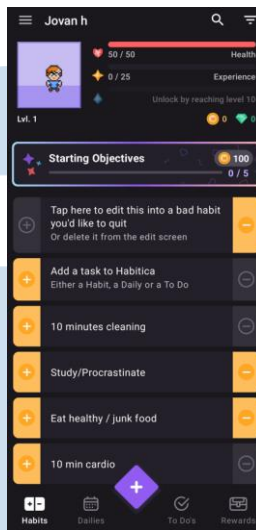 Jovan h
50 / 50 Health
0 / 25 Experience
Unlock by reaching level 10
Lvl. 1 0 0
Starting Objectives 100
0 / 5
Tap here to edit this into a bad habit
you'd like to quit
Or delete it from the edit screen
Add a task to Habitica
Either a Habit, a Daily or a To Do
10 minutes cleaning
Study/Procrastinate
Eat healthy / junk food
10 min cardio
Habits Dailies To Do's Rewards